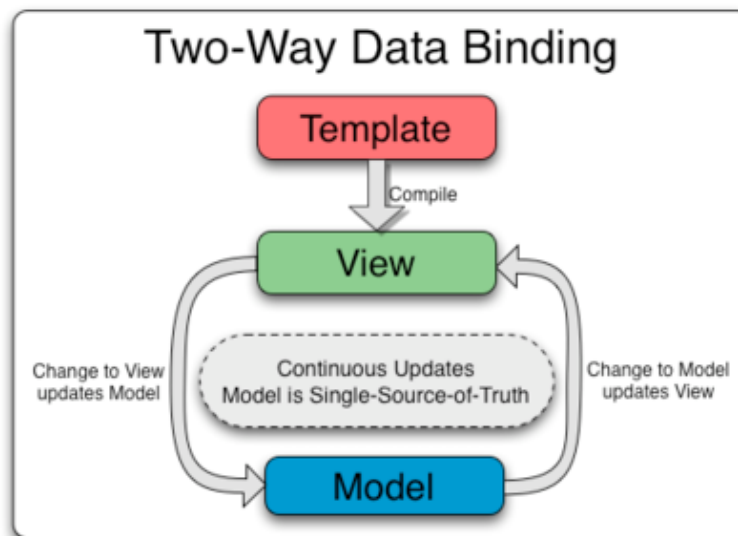 Two-Way Data Binding
Template
Compile
View
Change to View
updates Model
Continuous Updates
Model is Single-Source-of-Truth
Change to Model
updates View
Model